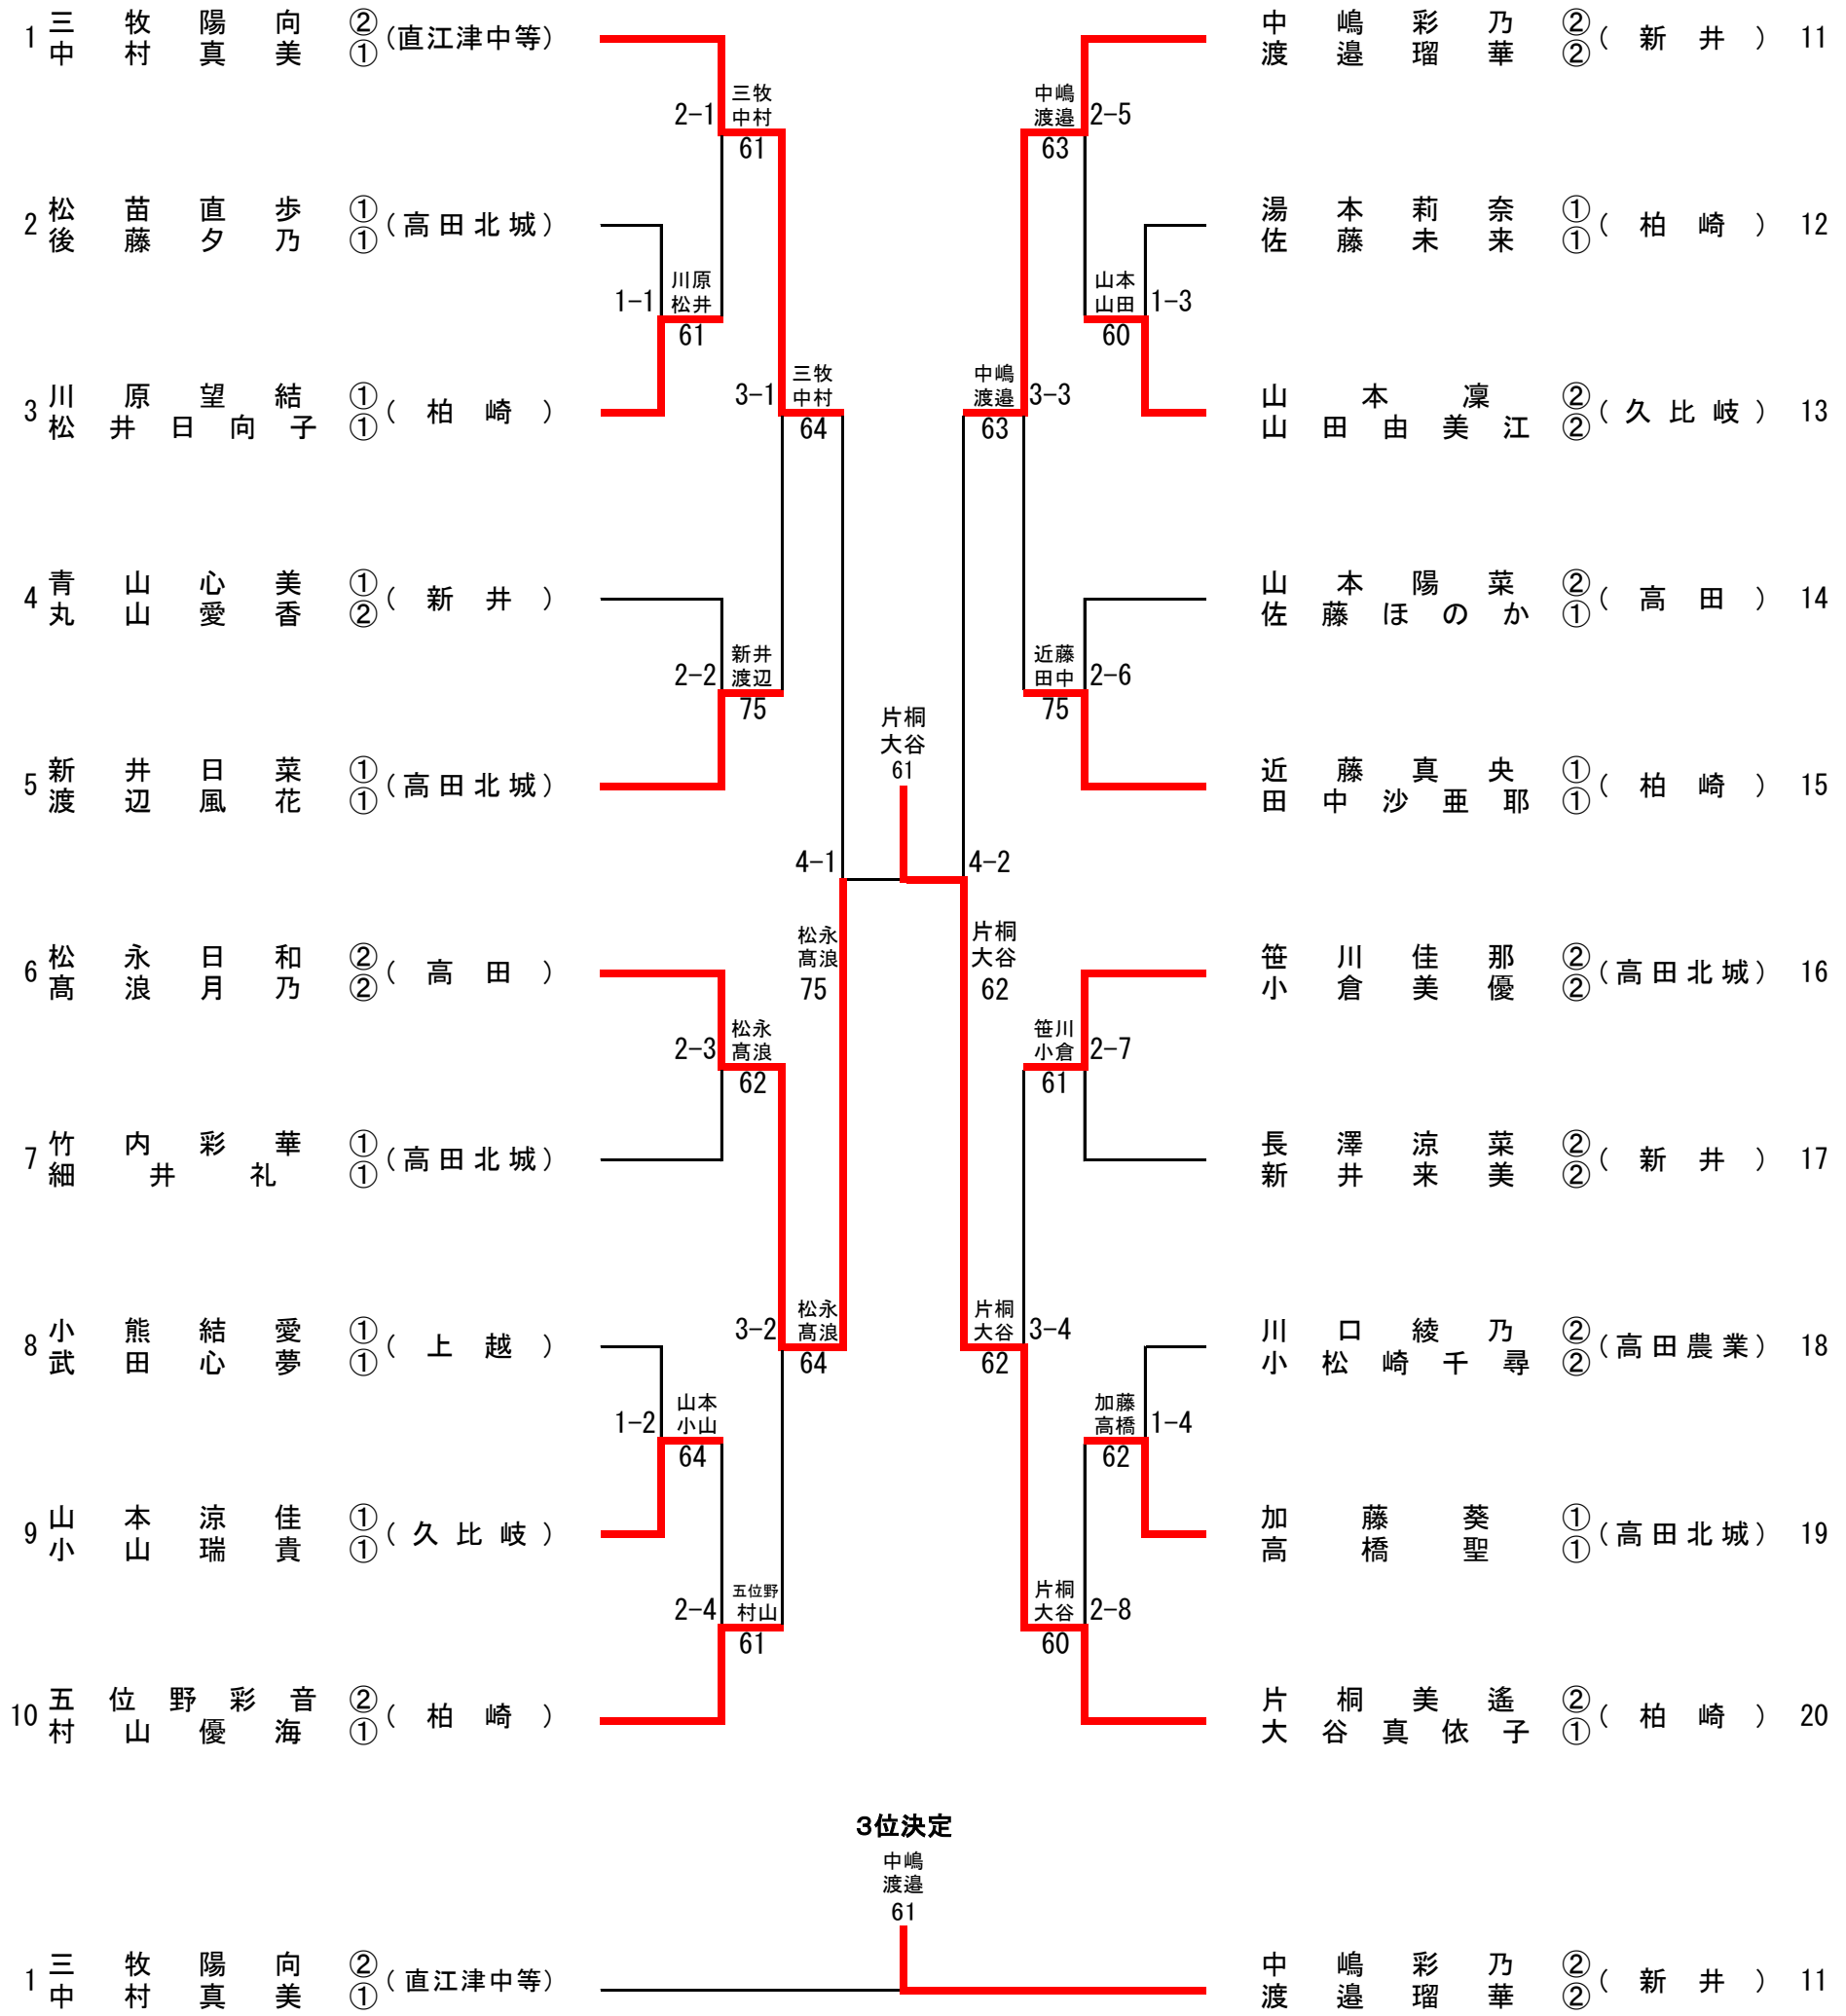 1 三牧陽向 ② (直江津中等)
中村真美 ①
2 松苗直歩 ① (高田北城)
後藤夕乃 ①
3 川原望結 ① (柏崎)
松井日向子 ①
4 青山心美 ① (新井)
丸山愛香 ②
5 新井日菜 ① (高田北城)
渡辺風花 ①
6 松永日和 ② (高田)
髙浪月乃 ②
7 竹内彩華 ① (高田北城)
細井礼 ①
8 小熊結愛 ① (上越)
武田心夢 ①
9 山本涼佳 ① (久比岐)
小山瑞貴 ①
10 五位野彩音 ② (柏崎)
村山優海 ①
2-1
三牧
中村
61
1-1
川原
松井
61
3-1
三牧
中村
64
2-2
新井
渡辺
75
4-1
松永
髙浪
75
2-3
松永
髙浪
62
3-2
松永
髙浪
64
1-2
山本
小山
64
2-4
五位野
村山
61
片桐
大谷
61
中嶋
渡邉
63
2-5
山本
山田
60
1-3
中嶋
渡邉
63
3-3
近藤
田中
75
2-6
4-2
片桐
大谷
62
笹川
小倉
61
2-7
片桐
大谷
62
3-4
加藤
高橋
62
1-4
片桐
大谷
60
2-8
中嶋彩乃 ② (新井) 11
渡邉瑠華 ②
湯本莉奈 ① (柏崎) 12
佐藤未来 ①
山本凜 ② (久比岐) 13
山田由美江 ②
山本陽菜 ② (高田) 14
佐藤ほのか ①
近藤真央 ① (柏崎) 15
田中沙亜耶 ①
笹川佳那 ② (高田北城) 16
小倉美優 ②
長澤涼菜 ② (新井) 17
新井来美 ②
川口綾乃 ② (高田農業) 18
小松崎千尋 ②
加藤葵 ① (高田北城) 19
高橋聖 ①
片桐美遙 ② (柏崎) 20
大谷真依子 ①
3位決定
中嶋
渡邉
61
1 三牧陽向 ② (直江津中等)
中村真美 ①
中嶋彩乃 ② (新井) 11
渡邉瑠華 ②